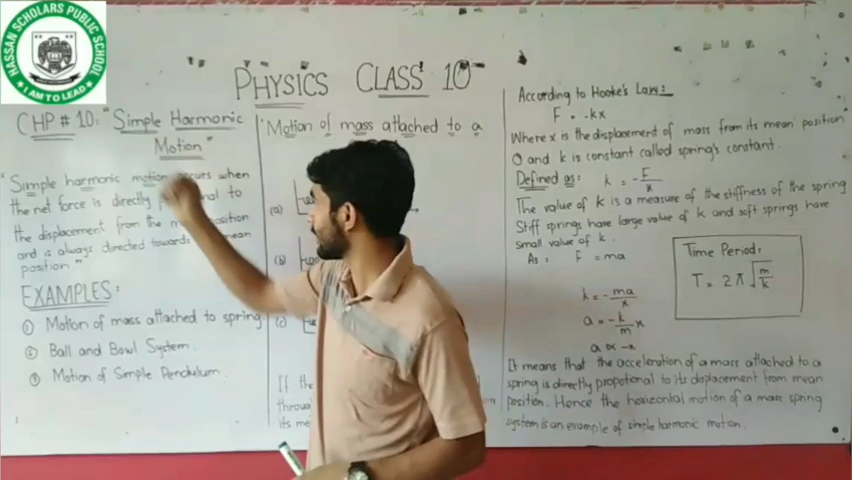 HASSAN SCHOLARS PUBLIC SCHOOL
I AM TO LEAD
PHYSICS CLASS 10
CHP # 10: "Simple Harmonic
Motion"
"Simple harmonic motion occurs when
the net force is directly to
the displacement from the position
and is always directed towards mean
position"
EXAMPLES:
① Motion of mass attached to spring.
② Ball and Bowl System.
③ Motion of Simple Pendulum.
"Motion of mass attached to a
(a)
(b)
(c)
If the
throu
its me
According to Hooke's Law:
F = -kx
Where x is the displacement of mass from its mean position"
O and k is constant called spring's constant.
Defined as: k = -F/x
The value of k is a measure of the stiffness of the spring
Stiff springs have large value of k and soft springs have
small value of k.
As: F = ma
k = -ma/x
a = -k/m x
a ∝ -x
Time Period:
T = 2π√m/k
It means that the acceleration of a mass attached to a
spring is directly propotional to its displacement from mean
position. Hence the horizontal motion of a mass spring
system is an example of simple harmonic motion.